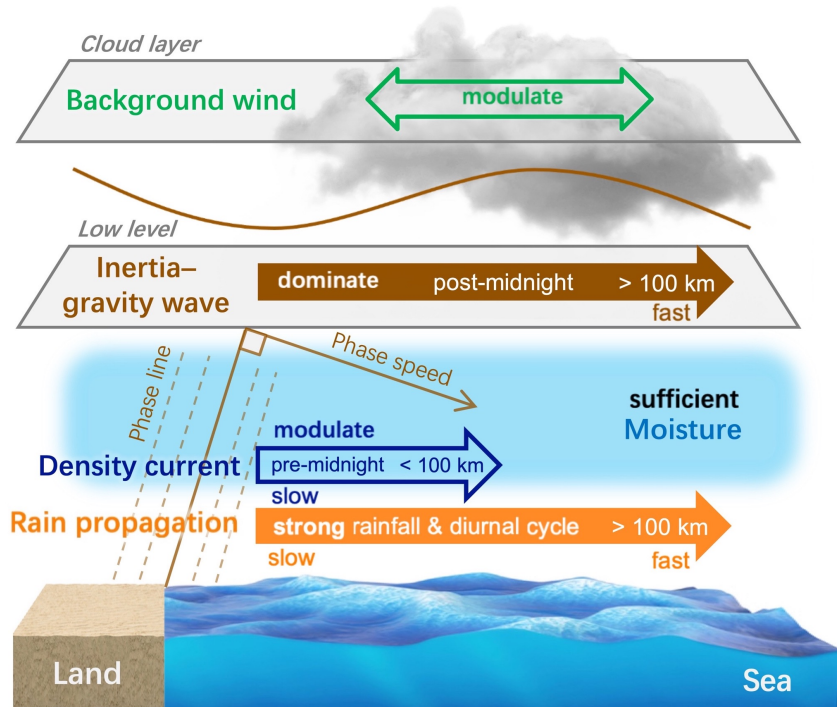 Cloud layer
Background wind
modulate
Low level
Inertia–
gravity wave
dominate post-midnight > 100 km
fast
Phase line
Phase speed
sufficient
Moisture
modulate
Density current
pre-midnight < 100 km
slow
Rain propagation
strong rainfall & diurnal cycle > 100 km
slow fast
Land
Sea